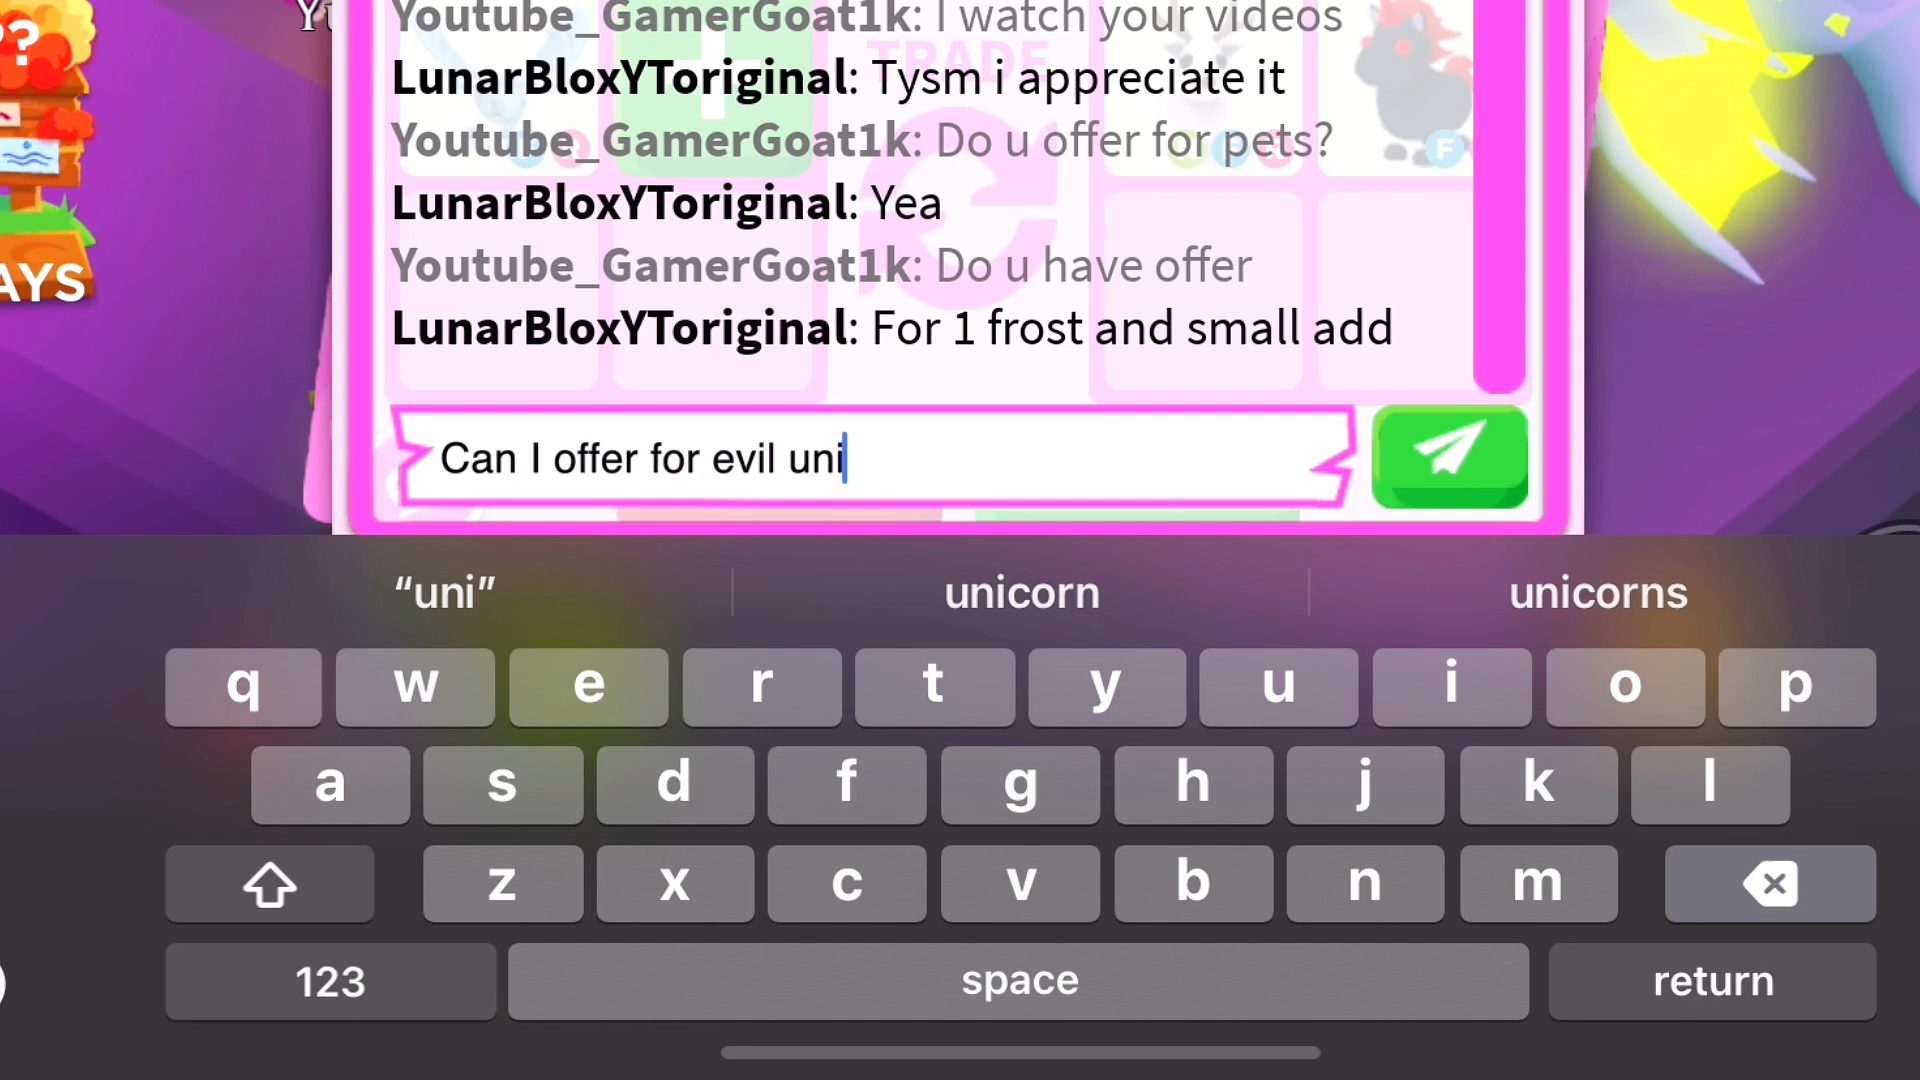 ??
Youtube_GamerGoat1k: I watch your videos
TRADE
LunarBloxYToriginal: Tysm i appreciate it
Youtube_GamerGoat1k: Do u offer for pets?
F
LunarBloxYToriginal: Yea
Youtube_GamerGoat1k: Do u have offer
AYS
LunarBloxYToriginal: For 1 frost and small add
Can I offer for evil uni
“uni” unicorn unicorns
q w e r t y u i o p
a s d f g h j k l
z x c v b n m
123 space return